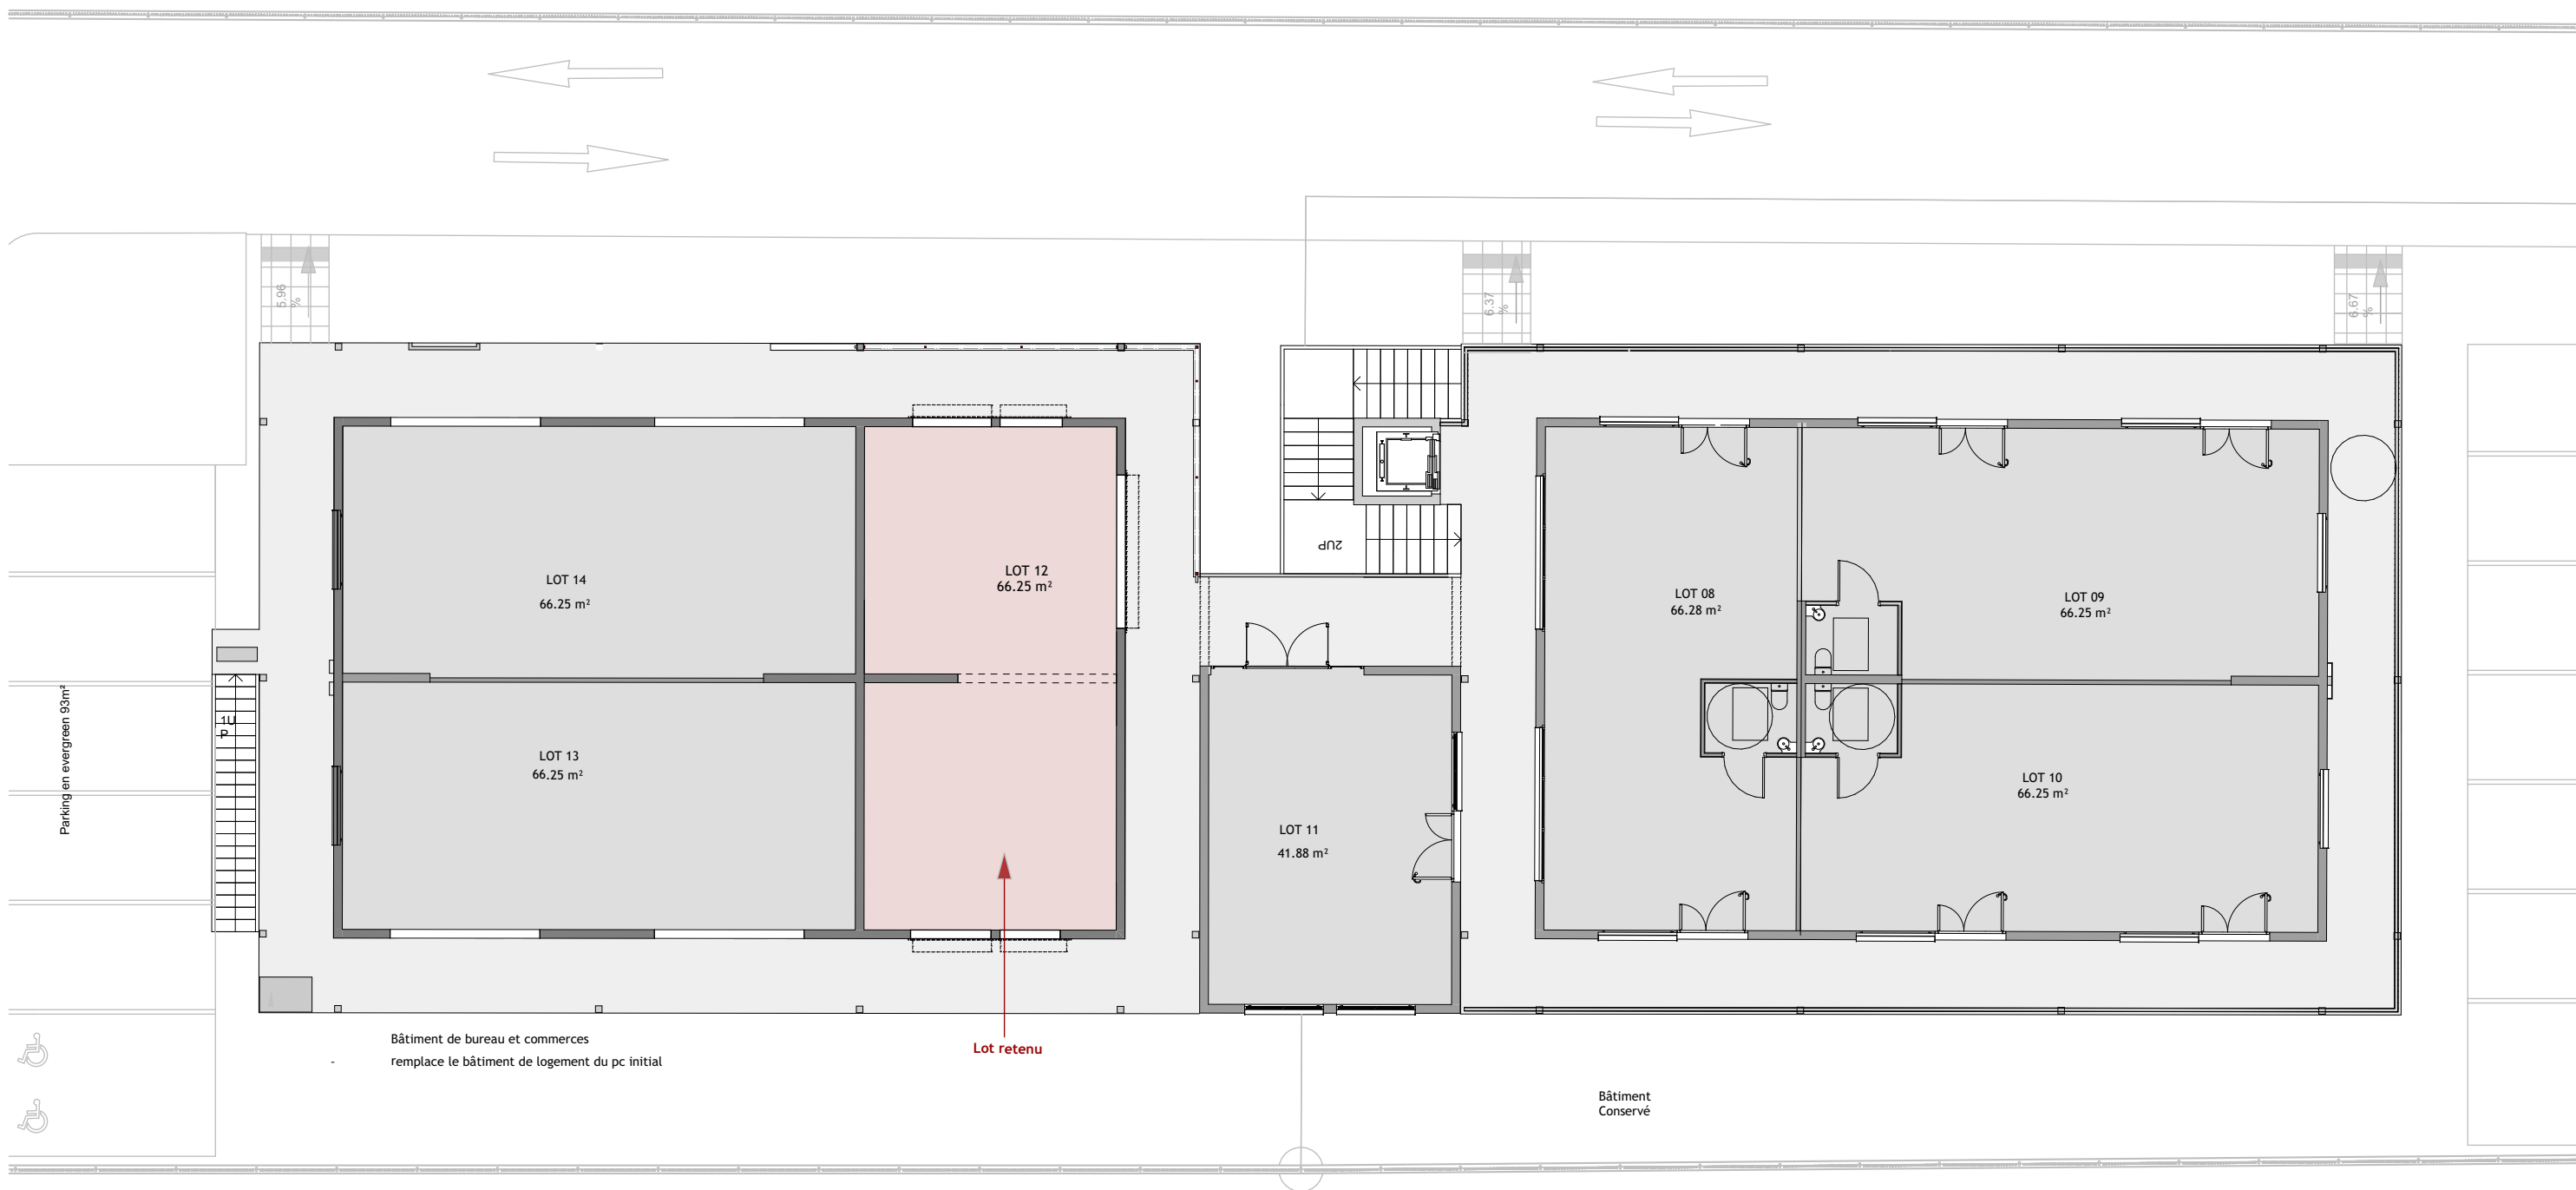 5.96
%
6.37
%
6.67
%
2UP
LOT 14
66.25 m²
LOT 12
66.25 m²
LOT 08
66.28 m²
LOT 09
66.25 m²
Parking en evergreen 93m²
1U
p
LOT 13
66.25 m²
LOT 11
41.88 m²
LOT 10
66.25 m²
Bâtiment de bureau et commerces
- remplace le bâtiment de logement du pc initial
Lot retenu
Bâtiment
Conservé